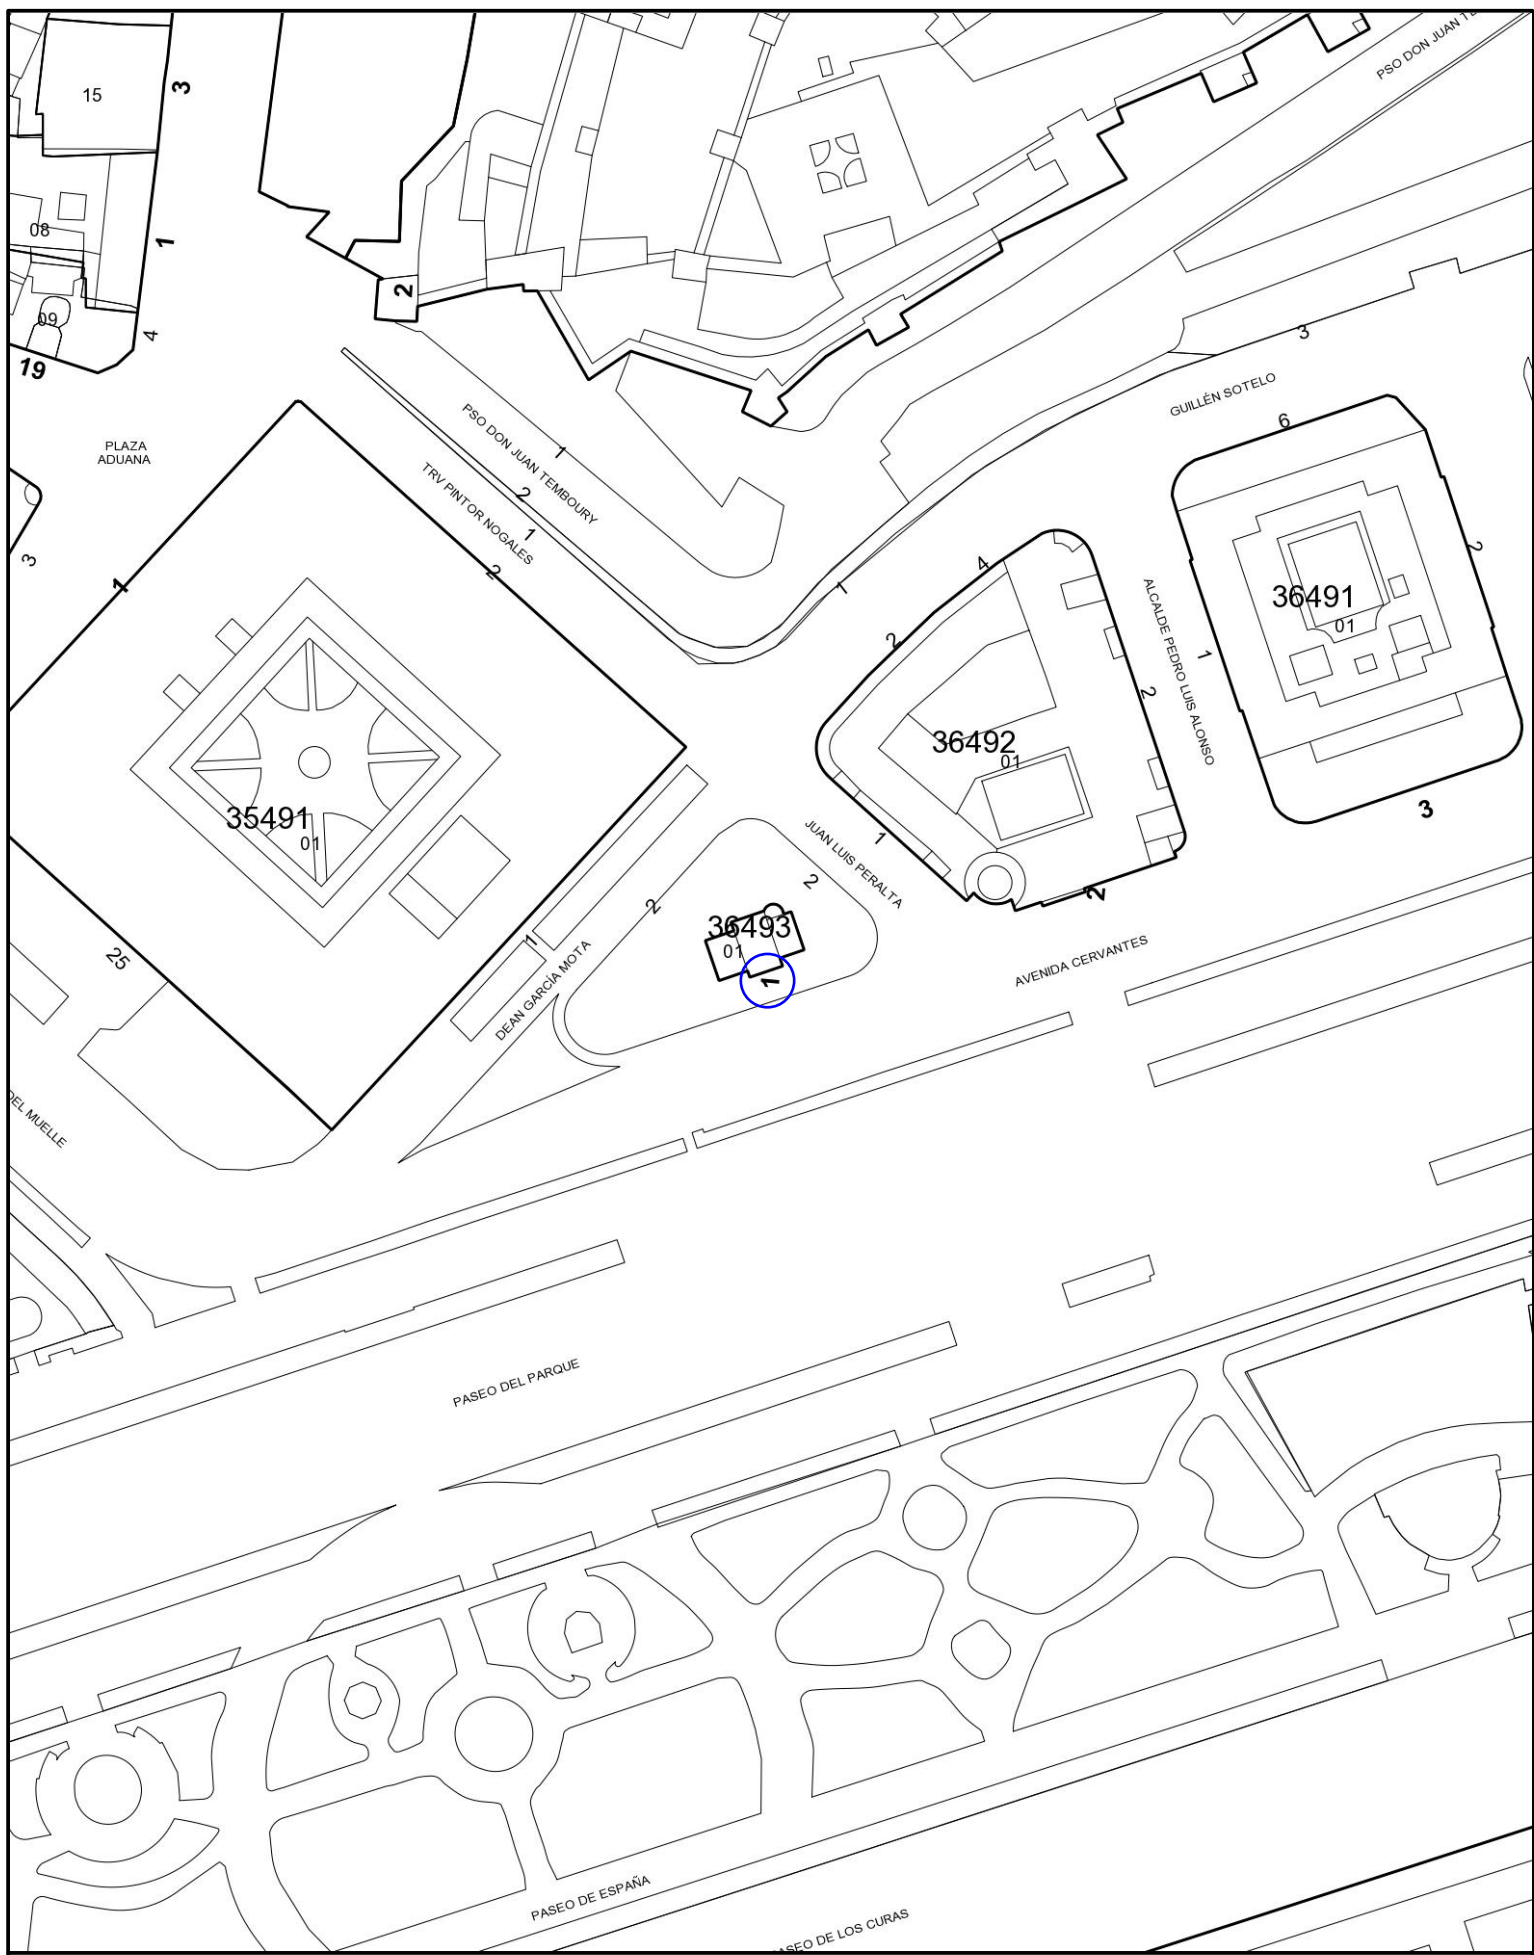 PSO DON JUAN TE
15
3
08
1
2
09
4
19
3
GUILLÉN SOTELO
6
PLAZA
ADUANA
PSO DON JUAN TEMBOURY
1
2
TRV PINTOR NOGALES
1
2
3
1
1
4
2
2
ALCALDE PEDRO LUIS ALONSO
36491
01
1
2
36492
01
35491
01
JUAN LUIS PERALTA
1
3
2
2
2
36493
01
1
1
25
DEAN GARCÍA MOTA
AVENIDA CERVANTES
DEL MUELLE
PASEO DEL PARQUE
PASEO DE ESPAÑA
ASEO DE LOS CURAS